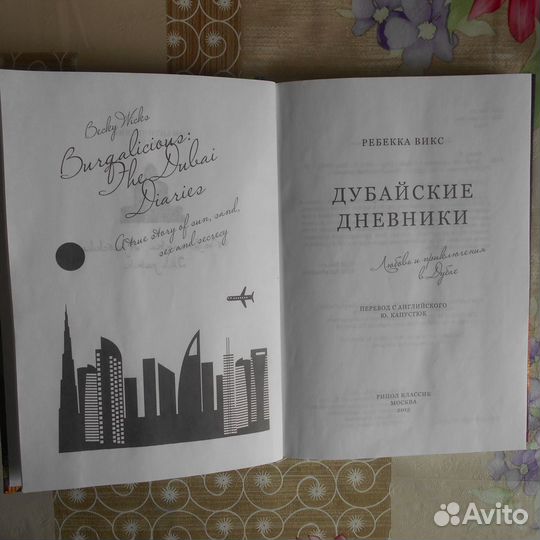 Becky Wicks
Burqalicious:
The Dubai
Diaries
A true story of sun, sand,
sex and secrecy
РЕБЕККА ВИКС
ДУБАЙСКИЕ
ДНЕВНИКИ
Любовь и приключения
в Дубае
ПЕРЕВОД С АНГЛИЙСКОГО
Ю. КАПУСТЮК
РИПОЛ КЛАССИК
МОСКВА
Avito